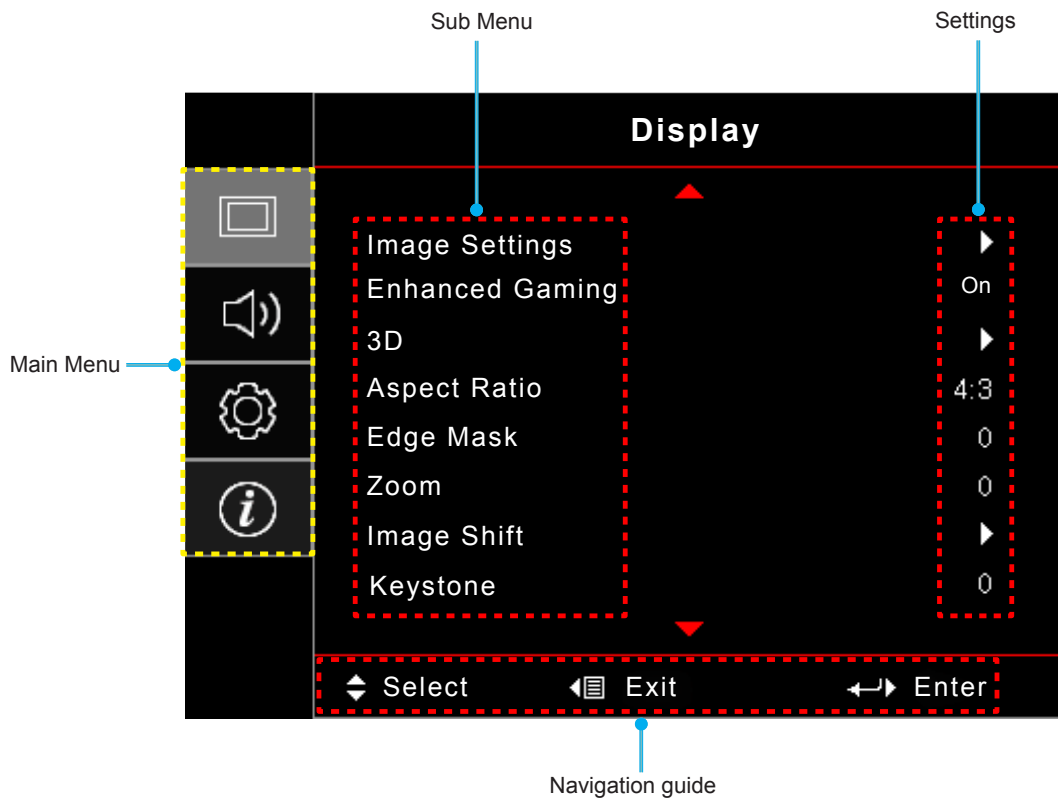 Sub Menu
Settings
Display
Image Settings
Enhanced Gaming On
3D
Aspect Ratio 4:3
Edge Mask 0
Zoom 0
Image Shift
Keystone 0
Main Menu
Select Exit Enter
Navigation guide